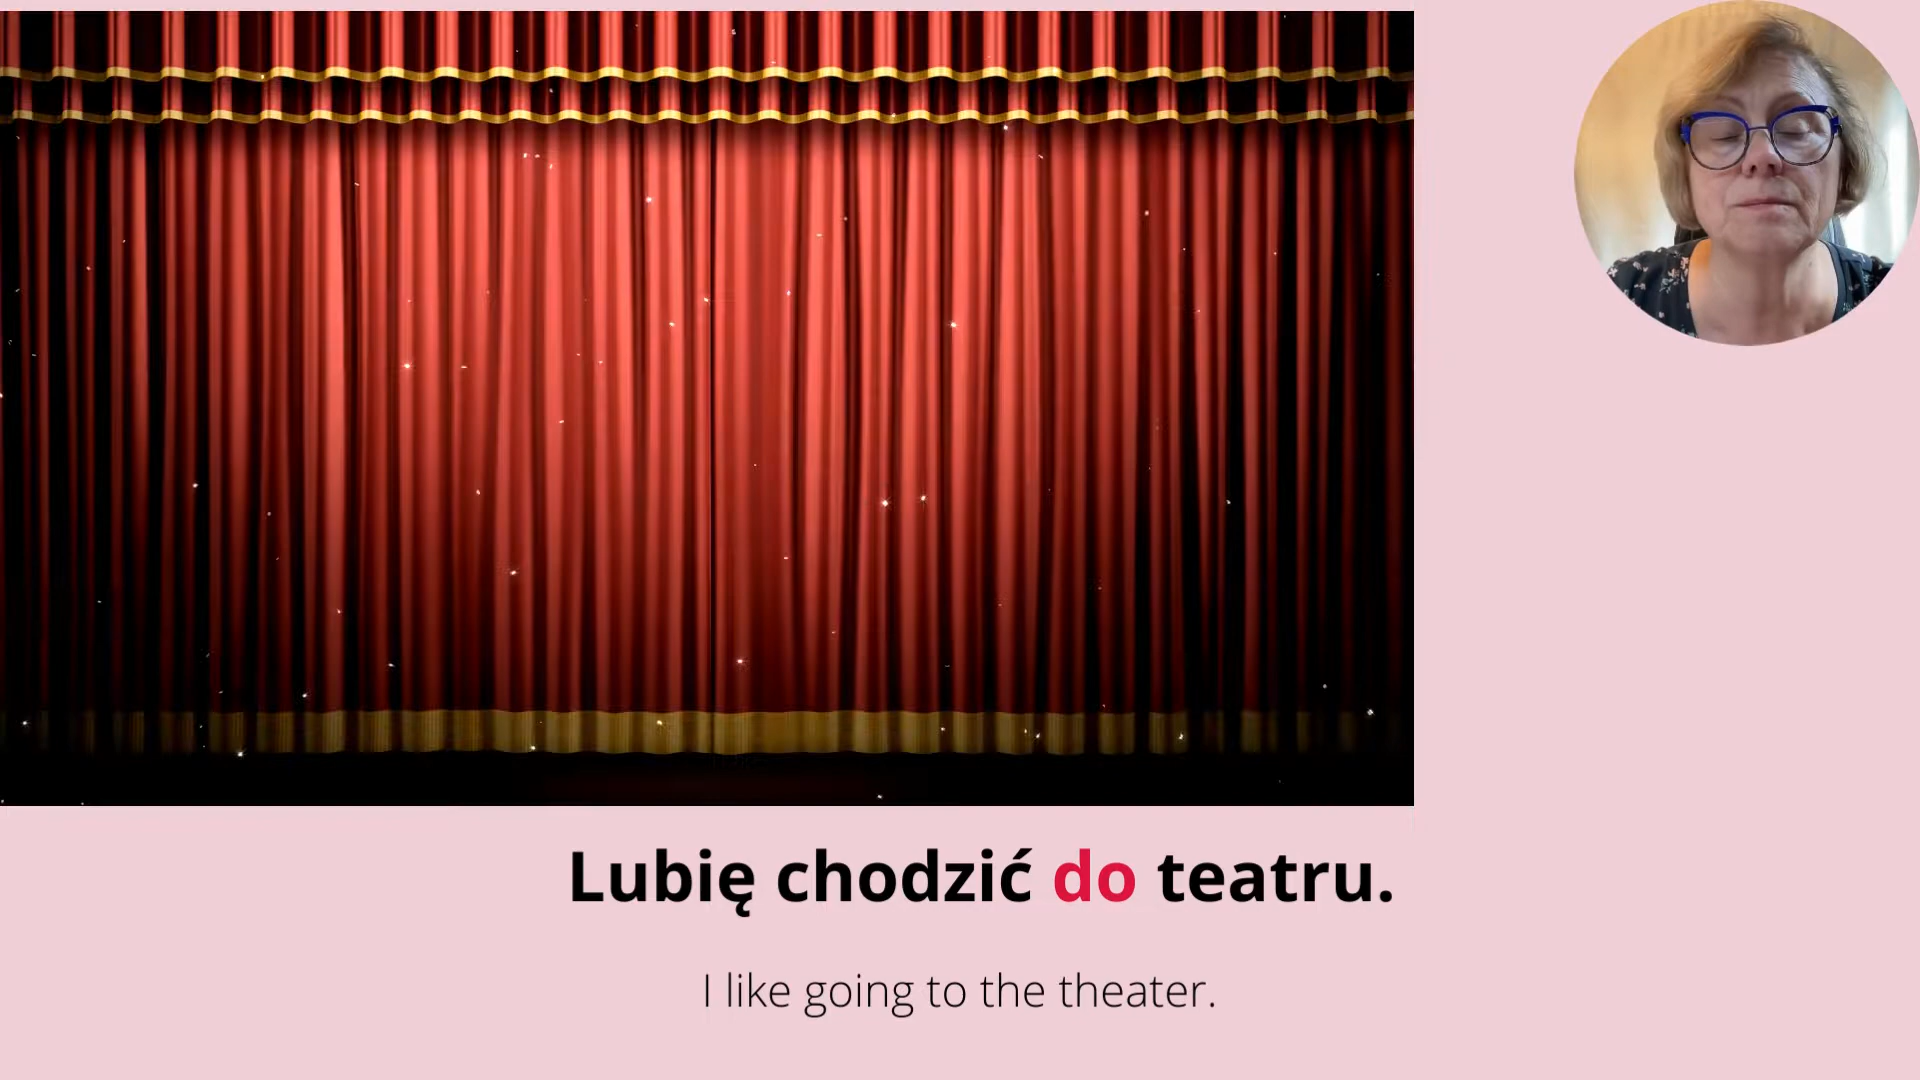 Lubię chodzić do teatru.
I like going to the theater.